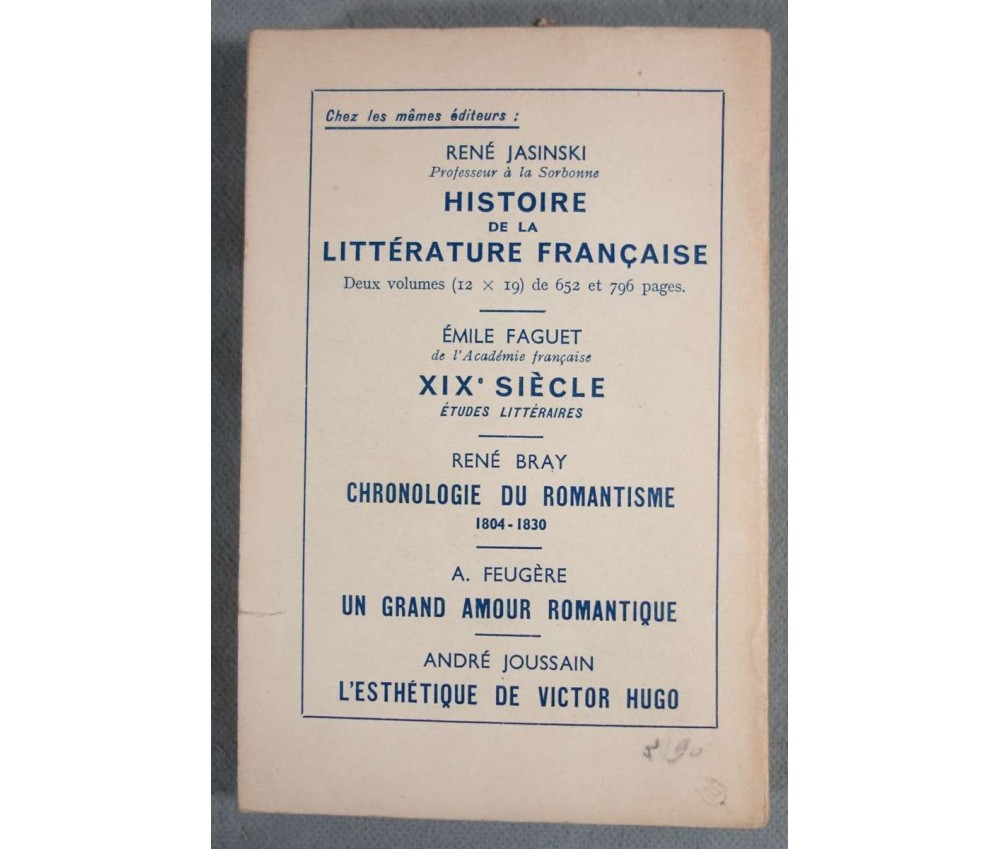 Chez les mêmes éditeurs :
RENÉ JASINSKI
Professeur à la Sorbonne
HISTOIRE
DE LA
LITTÉRATURE FRANÇAISE
Deux volumes (12 × 19) de 652 et 796 pages.
ÉMILE FAGUET
de l'Académie française
XIXe SIÈCLE
ÉTUDES LITTÉRAIRES
RENÉ BRAY
CHRONOLOGIE DU ROMANTISME
1804-1830
A. FEUGÈRE
UN GRAND AMOUR ROMANTIQUE
ANDRÉ JOUSSAIN
L'ESTHÉTIQUE DE VICTOR HUGO